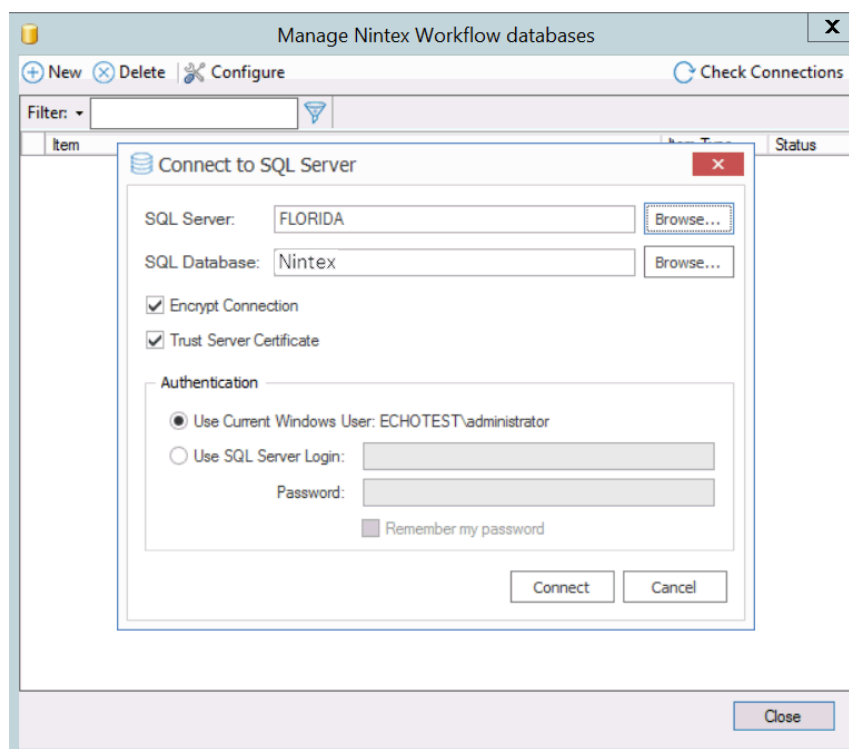 Manage Nintex Workflow databases
X
New Delete Configure Check Connections
Filter:
Item Item Type Status
Connect to SQL Server
SQL Server: FLORIDA Browse...
SQL Database: Nintex Browse...
Encrypt Connection
Trust Server Certificate
Authentication
Use Current Windows User: ECHOTEST\administrator
Use SQL Server Login:
Password:
Remember my password
Connect Cancel
Close